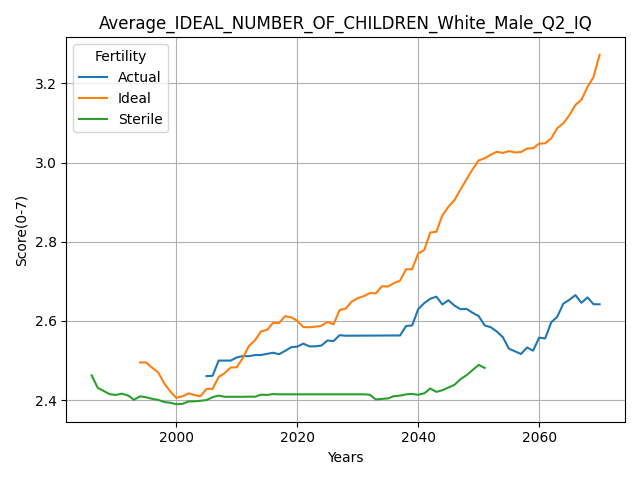 Average_IDEAL_NUMBER_OF_CHILDREN_White_Male_Q2_IQ
Fertility
Actual
Ideal
Sterile
Score(0-7)
3.2
3.0
2.8
2.6
2.4
2000
2020
2040
2060
Years